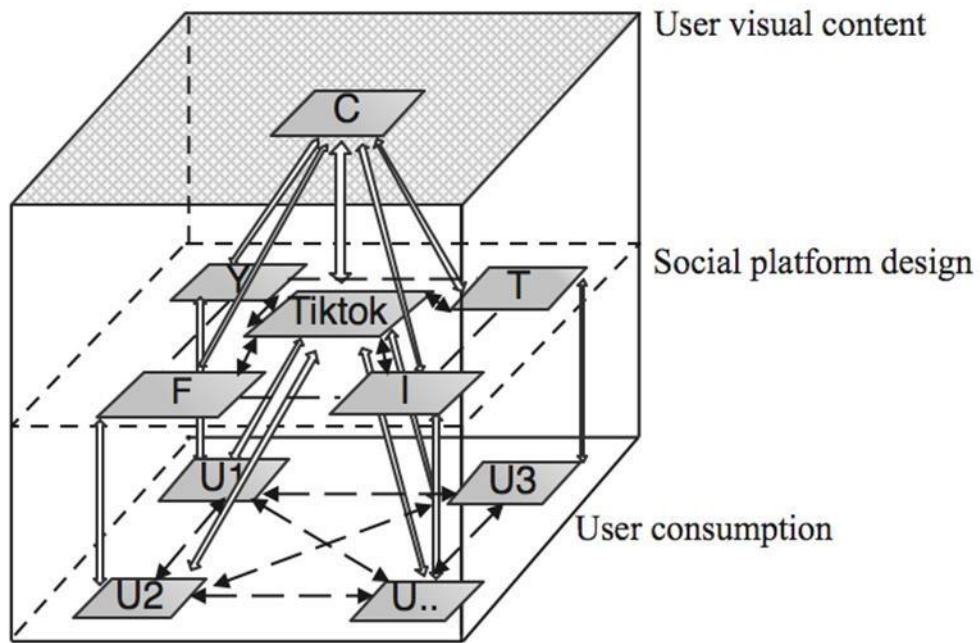 User visual content
C
Social platform design
Y
T
Tiktok
F
I
U1
U3
User consumption
U2
U..